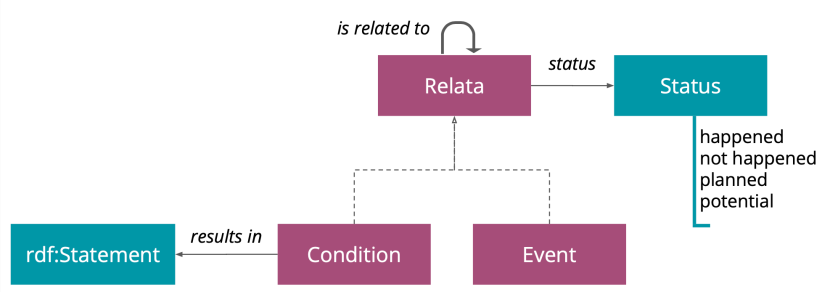 is related to
Relata
status
Status
happened
not happened
planned
potential
rdf:Statement
results in
Condition
Event